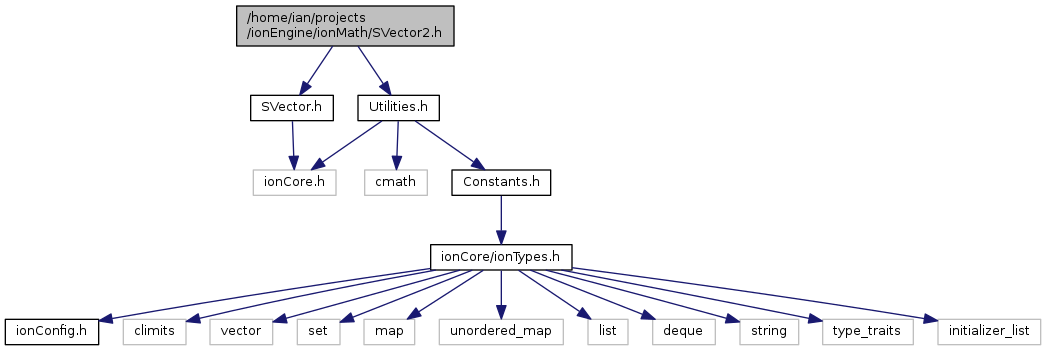 /home/ian/projects
/ionEngine/ionMath/SVector2.h
SVector.h
Utilities.h
ionCore.h
cmath
Constants.h
ionCore/ionTypes.h
ionConfig.h
climits
vector
set
map
unordered_map
list
deque
string
type_traits
initializer_list